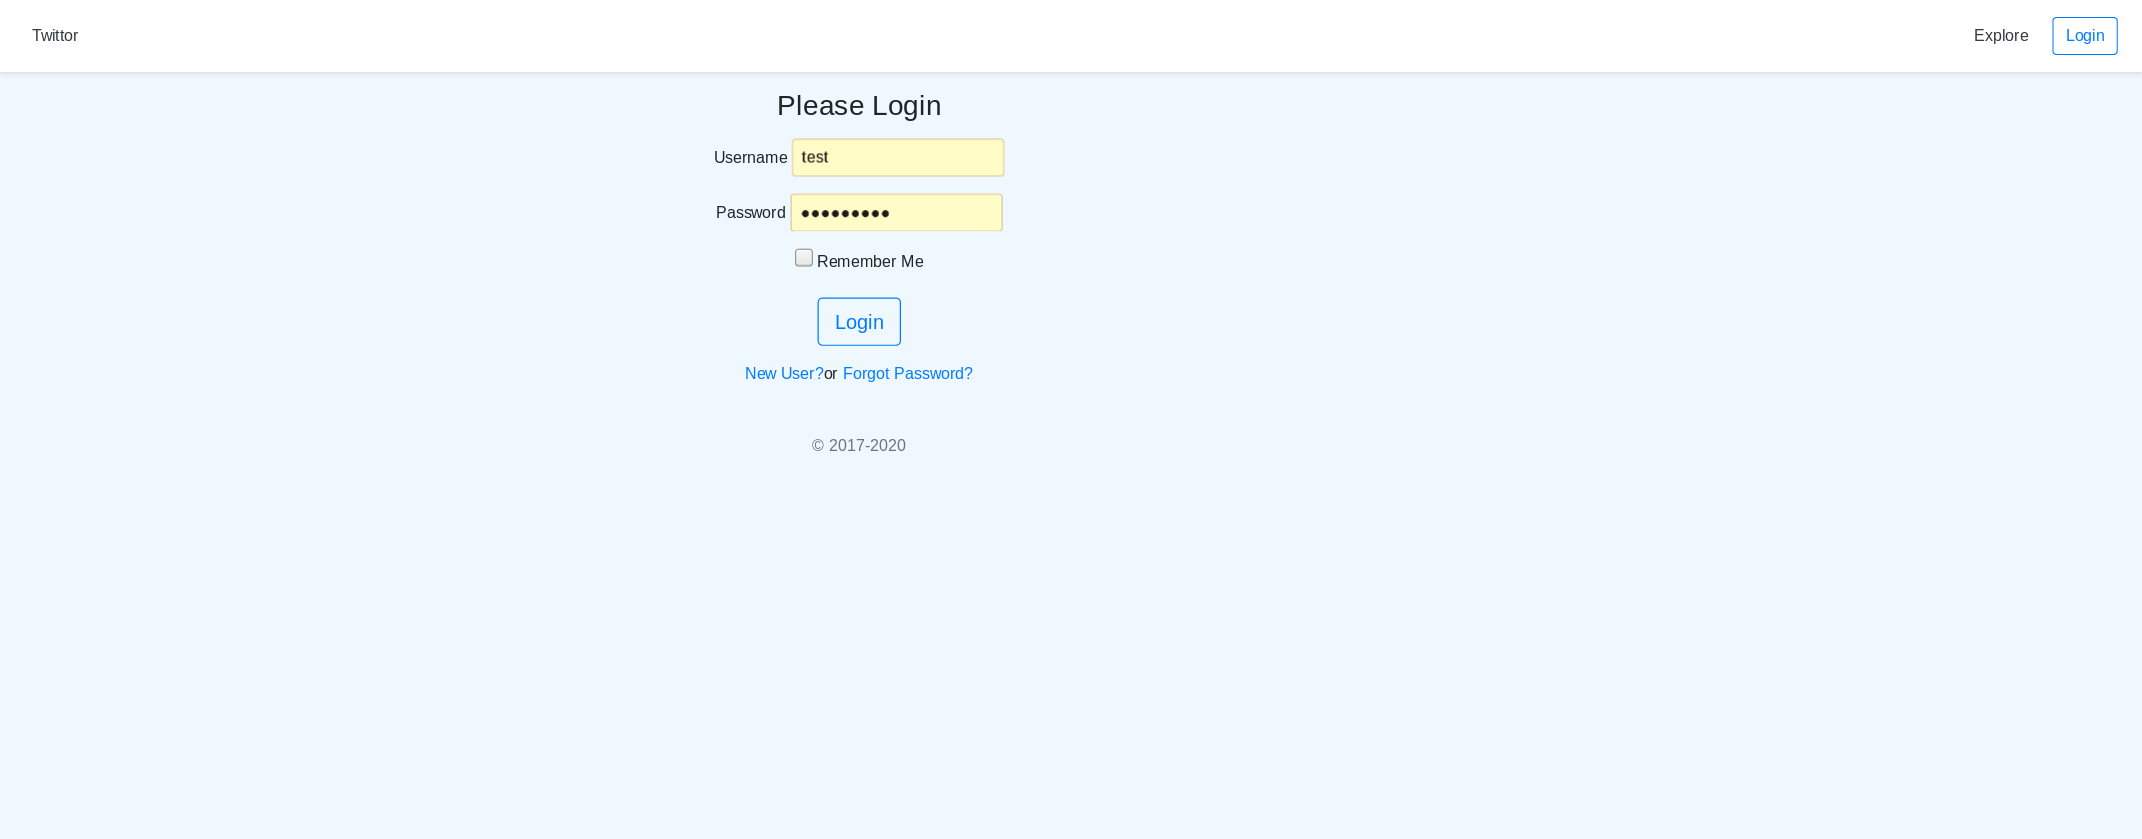 Twittor Explore Login
Please Login
Username test
Password •••••••••
Remember Me
Login
New User?or Forgot Password?
© 2017-2020